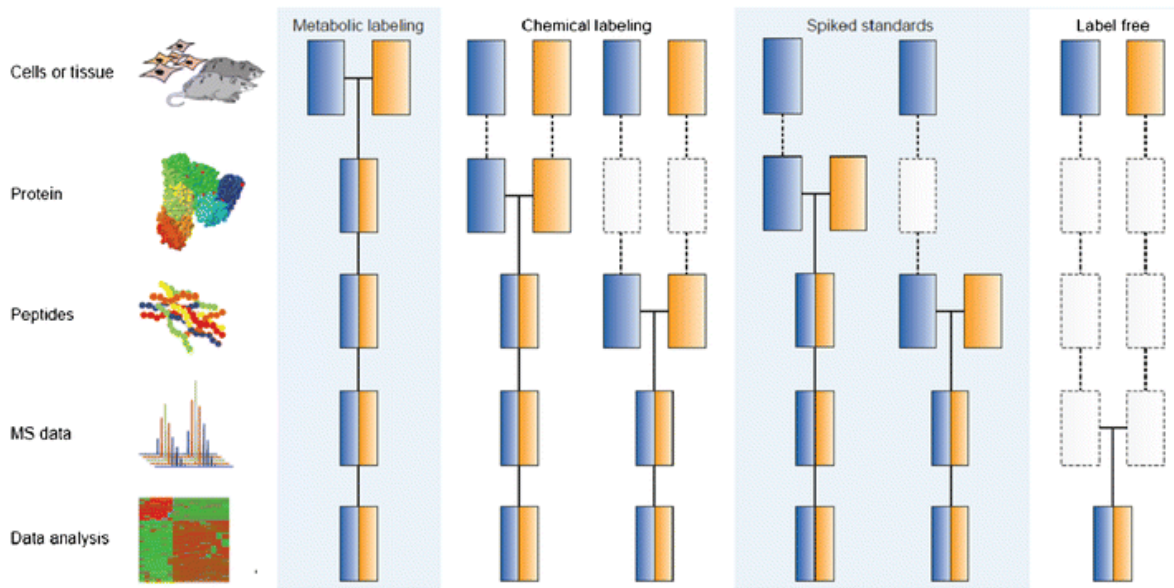 Metabolic labeling
Chemical labeling
Spiked standards
Label free
Cells or tissue
Protein
Peptides
MS data
Data analysis